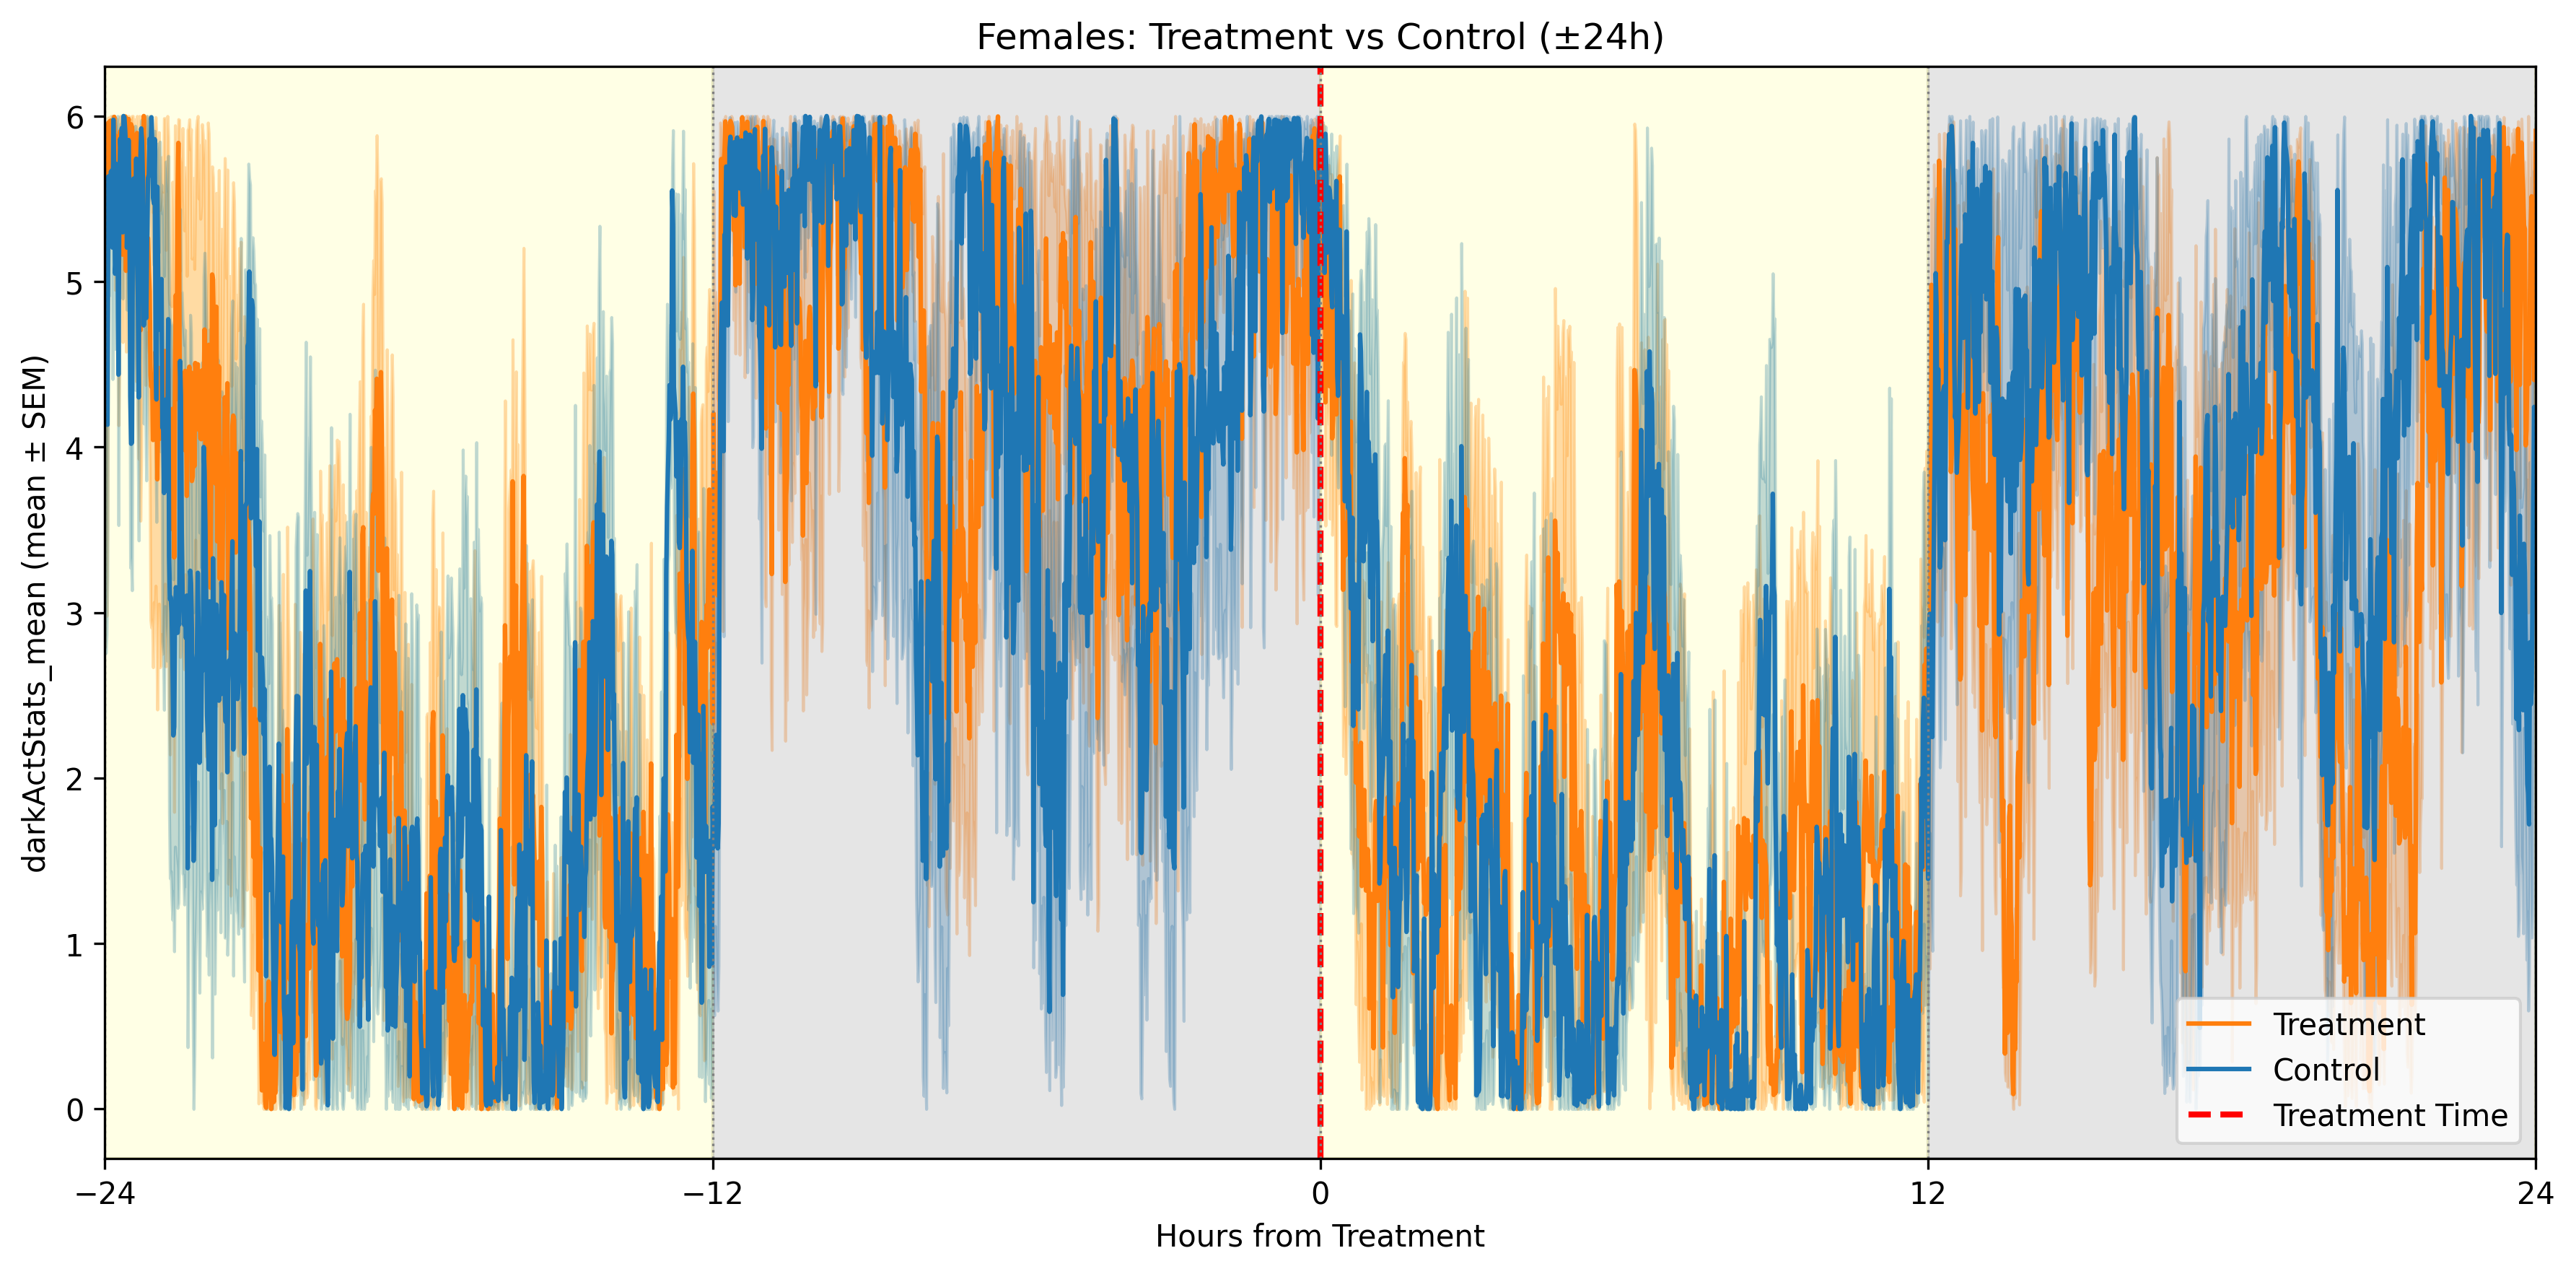 Females: Treatment vs Control (±24h)
darkActStats_mean (mean ± SEM)
6
5
4
3
2
1
0
−24
−12
0
12
24
Hours from Treatment
Treatment
Control
Treatment Time